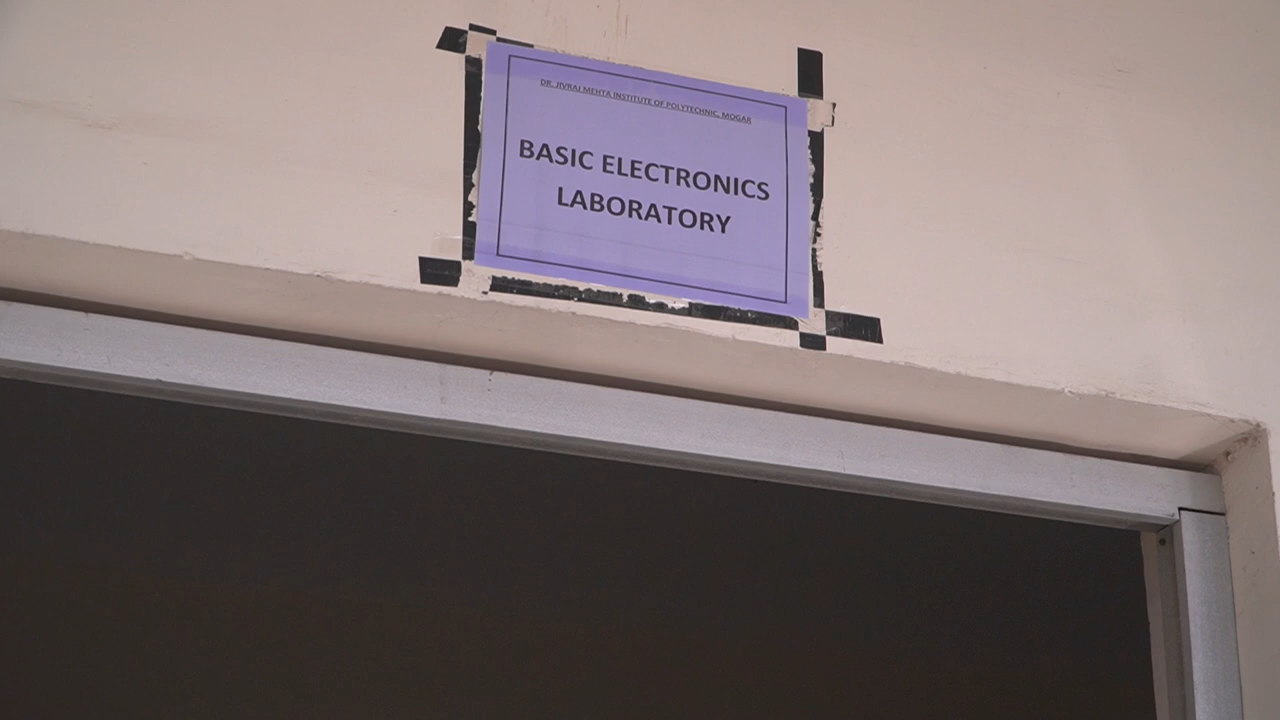 DR. JIVRAJ MEHTA INSTITUTE OF POLYTECHNIC, MOGAR
BASIC ELECTRONICS
LABORATORY